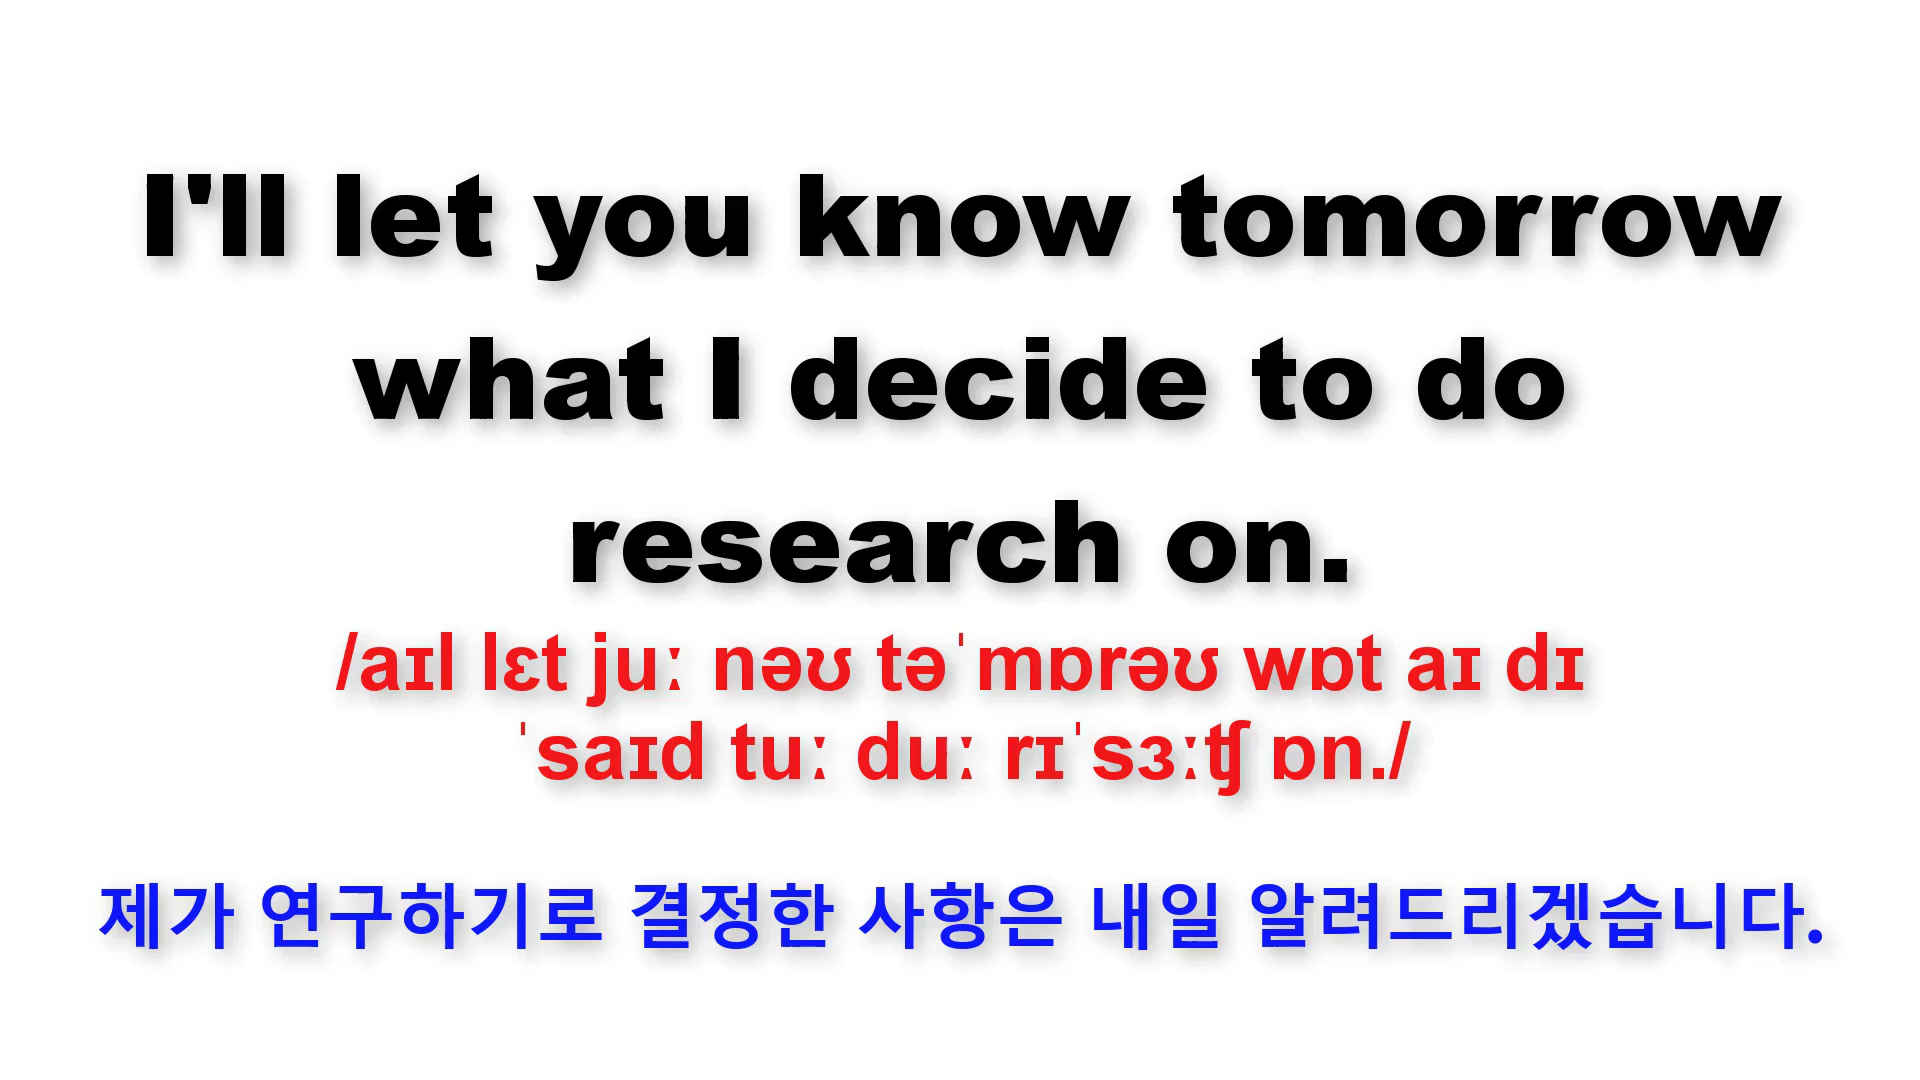 I'll let you know tomorrow
what I decide to do
research on.
/aɪl lɛt juː nəʊ təˈmɒrəʊ wɒt aɪ dɪ
ˈsaɪd tuː duː rɪˈsɜːʧ ɒn./
제가 연구하기로 결정한 사항은 내일 알려드리겠습니다.